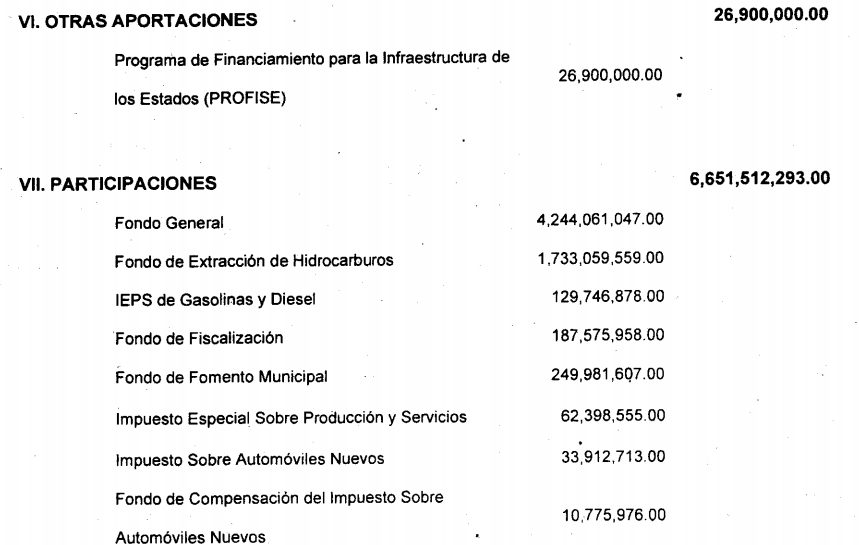 VI. OTRAS APORTACIONES 26,900,000.00
Programa de Financiamiento para la Infraestructura de
26,900,000.00
los Estados (PROFISE)
VII. PARTICIPACIONES 6,651,512,293.00
Fondo General 4,244,061,047.00
Fondo de Extracción de Hidrocarburos 1,733,059,559.00
IEPS de Gasolinas y Diesel 129,746,878.00
Fondo de Fiscalización 187,575,958.00
Fondo de Fomento Municipal 249,981,607.00
Impuesto Especial Sobre Producción y Servicios 62,398,555.00
Impuesto Sobre Automóviles Nuevos 33,912,713.00
Fondo de Compensación del Impuesto Sobre
10,775,976.00
Automóviles Nuevos